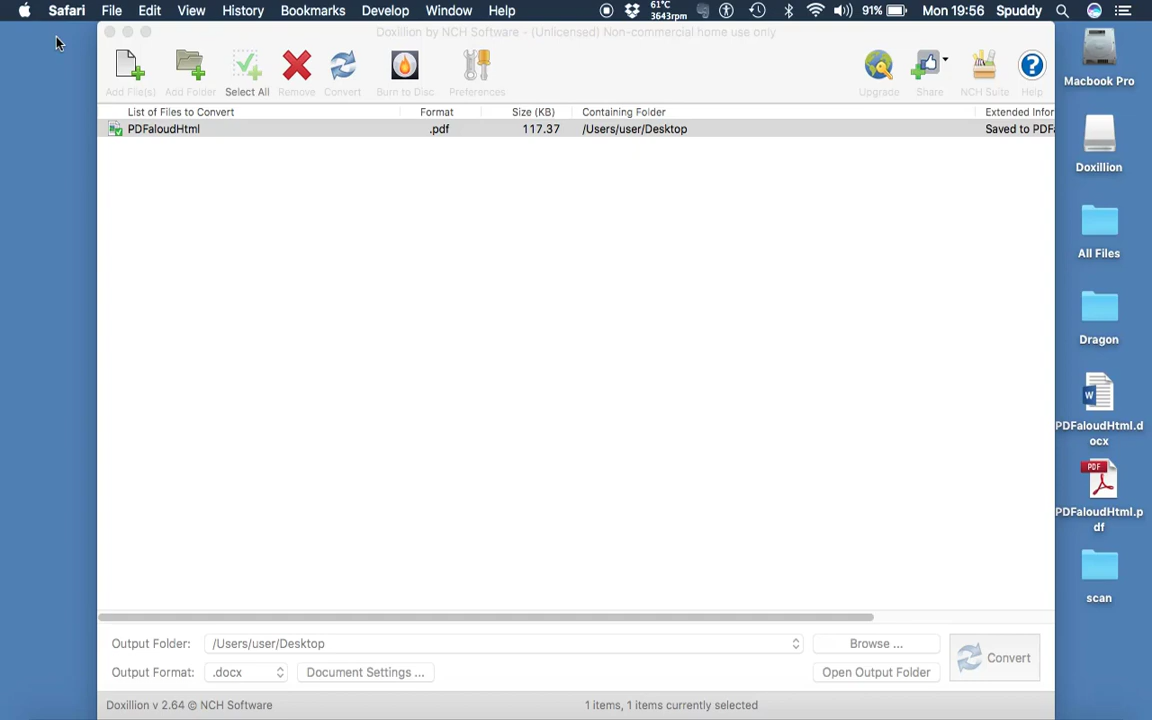 Safari File Edit View History Bookmarks Develop Window Help 61°C 3643rpm 91% Mon 19:56 Spuddy
Doxillion by NCH Software - (Unlicensed) Non-commercial home use only
Add File(s) Add Folder Select All Remove Convert Burn to Disc Preferences Upgrade Share NCH Suite Help
List of Files to Convert Format Size (KB) Containing Folder Extended Infor
PDFaloudHtml .pdf 117.37 /Users/user/Desktop Saved to PDFa
Macbook Pro
Doxillion
All Files
Dragon
W
PDFaloudHtml.d
ocx
PDF
PDFaloudHtml.p
df
scan
Output Folder: /Users/user/Desktop Browse ...
Output Format: .docx Document Settings ... Open Output Folder
Convert
Doxillion v 2.64 © NCH Software 1 items, 1 items currently selected